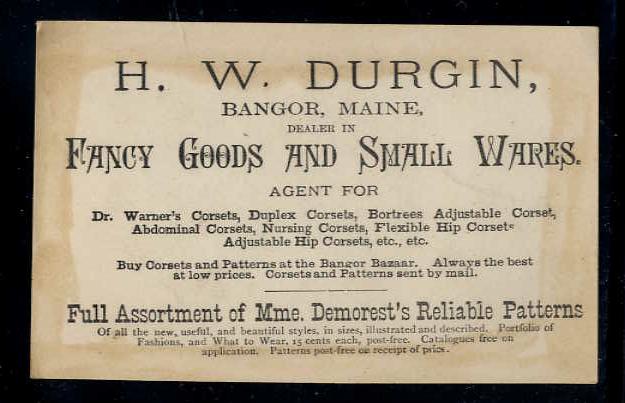 H. W. DURGIN,
BANGOR, MAINE,
DEALER IN
FANCY GOODS AND SMALL WARES.
AGENT FOR
Dr. Warner's Corsets, Duplex Corsets, Bortrees Adjustable Corset,
Abdominal Corsets, Nursing Corsets, Flexible Hip Corsets
Adjustable Hip Corsets, etc., etc.
Buy Corsets and Patterns at the Bangor Bazaar. Always the best
at low prices. Corsets and Patterns sent by mail.
Full Assortment of Mme. Demorest's Reliable Patterns
Of all the new, useful, and beautiful styles, in sizes, illustrated and described. Portfolio of
Fashions, and What to Wear, 15 cents each, post-free. Catalogues free on
application. Patterns post-free on receipt of price.